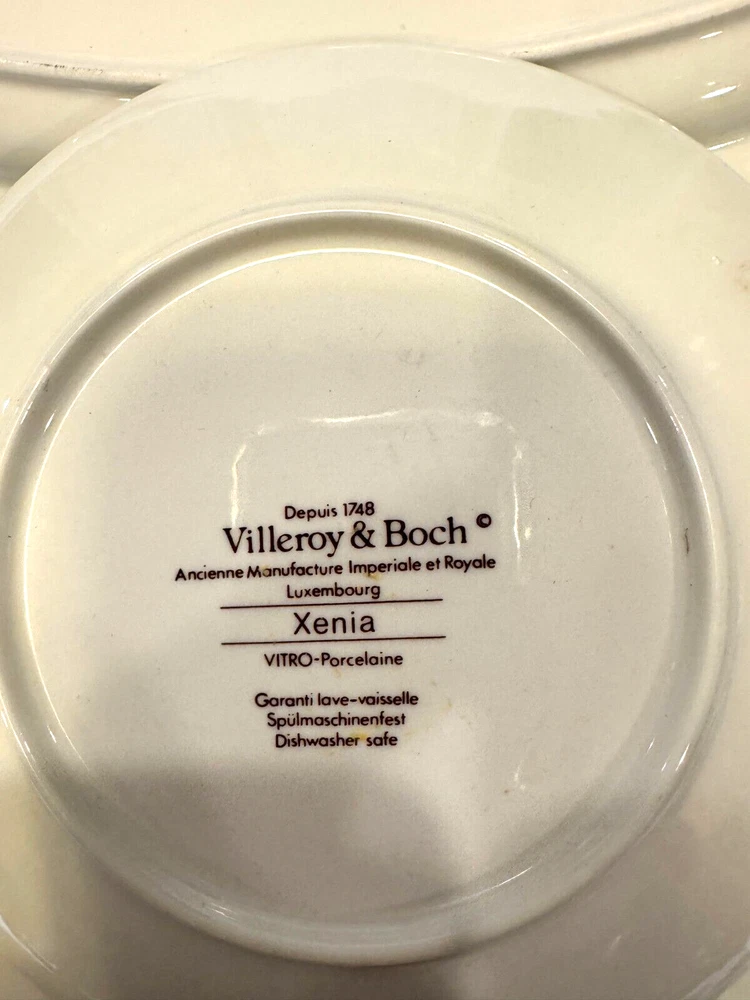 Depuis 1748
Villeroy & Boch ©
Ancienne Manufacture Imperiale et Royale
Luxembourg
Xenia
VITRO-Porcelaine
Garanti lave-vaisselle
Spülmaschinenfest
Dishwasher safe